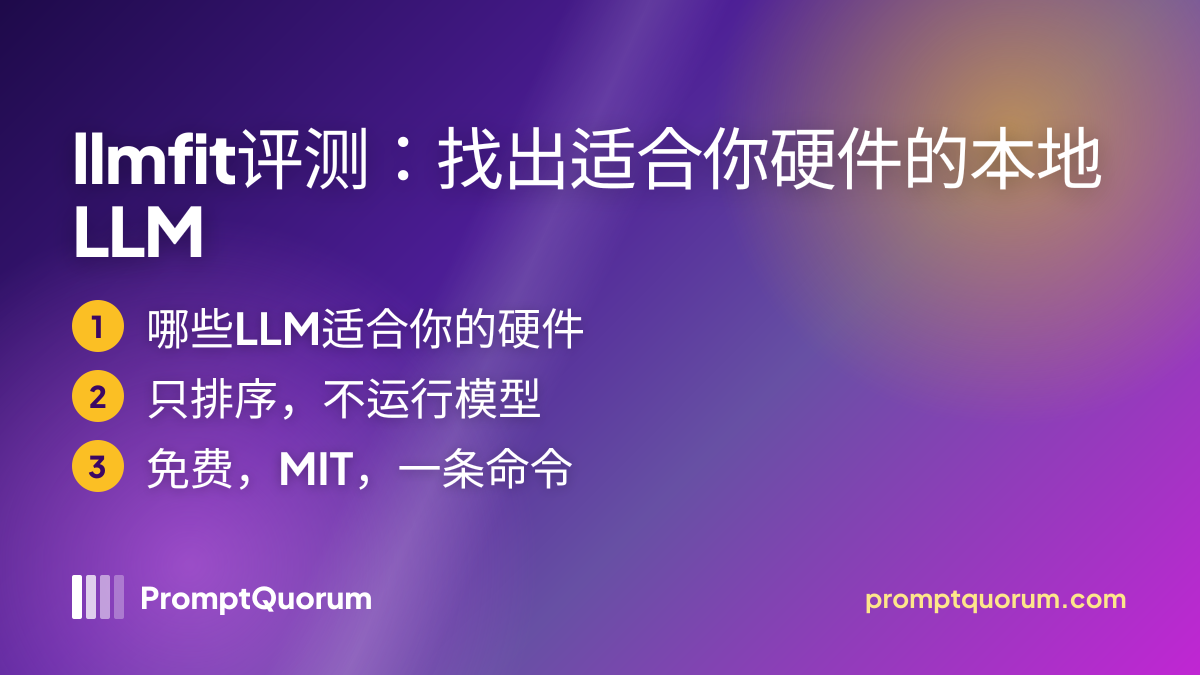 llmfit评测：找出适合你硬件的本地
LLM
1 哪些LLM适合你的硬件
2 只排序，不运行模型
3 免费，MIT，一条命令
PromptQuorum
promptquorum.com